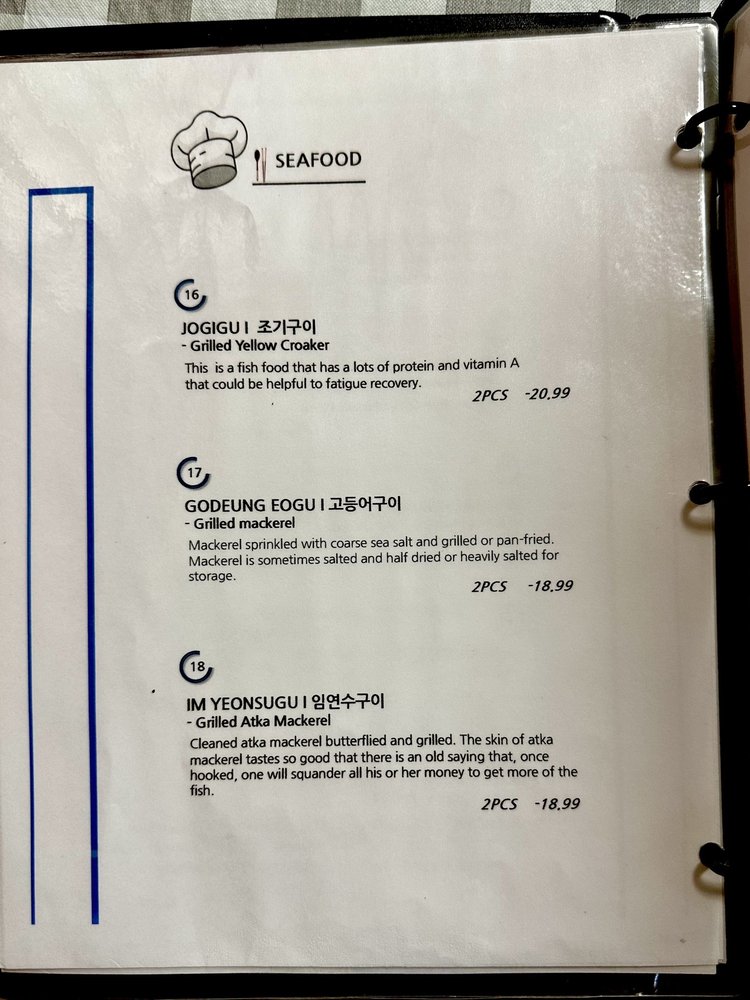 SEAFOOD
16
JOGIGU I 조기구이
- Grilled Yellow Croaker
This is a fish food that has a lots of protein and vitamin A
that could be helpful to fatigue recovery.
2PCS -20.99
17
GODEUNG EOGU I 고등어구이
- Grilled mackerel
Mackerel sprinkled with coarse sea salt and grilled or pan-fried.
Mackerel is sometimes salted and half dried or heavily salted for
storage.
2PCS -18.99
18
IM YEONSUGU I 임연수구이
- Grilled Atka Mackerel
Cleaned atka mackerel butterflied and grilled. The skin of atka
mackerel tastes so good that there is an old saying that, once
hooked, one will squander all his or her money to get more of the
fish.
2PCS -18.99